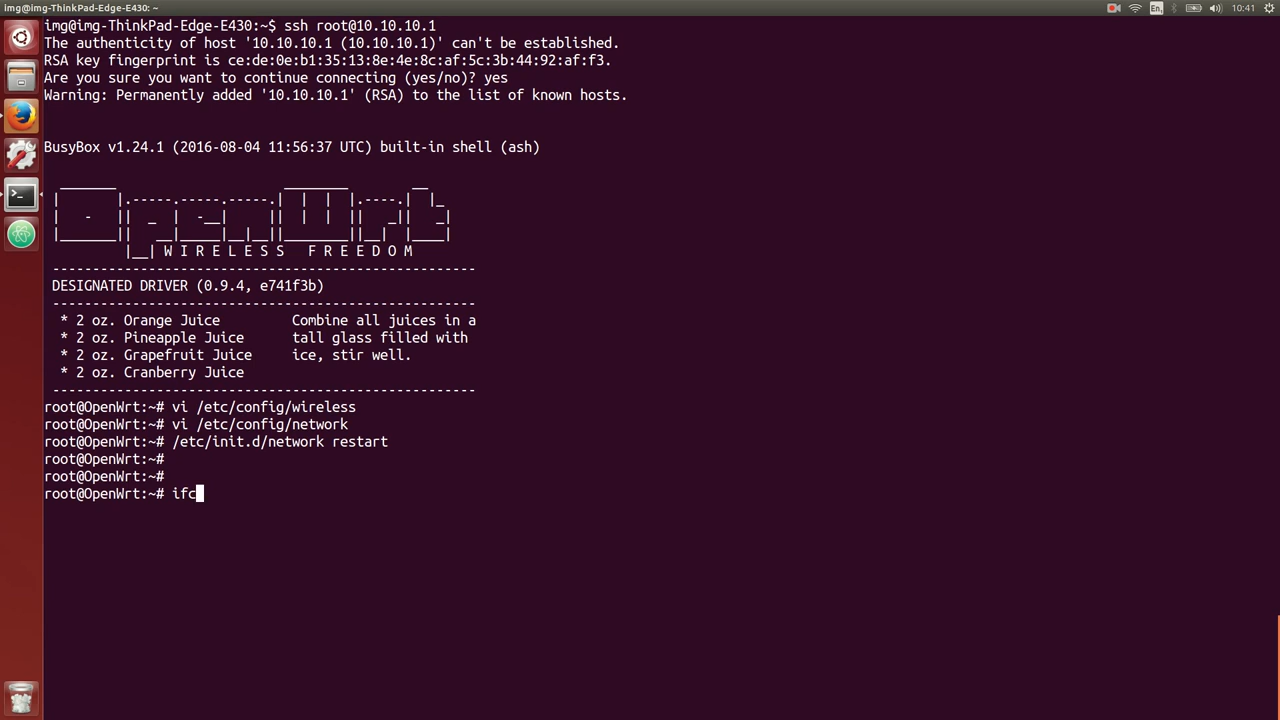 img@img-ThinkPad-Edge-E430: ~
En
10:41
img@img-ThinkPad-Edge-E430:~$ ssh root@10.10.10.1
The authenticity of host '10.10.10.1 (10.10.10.1)' can't be established.
RSA key fingerprint is ce:de:0e:b1:35:13:8e:4e:8c:af:5c:3b:44:92:af:f3.
Are you sure you want to continue connecting (yes/no)? yes
Warning: Permanently added '10.10.10.1' (RSA) to the list of known hosts.
BusyBox v1.24.1 (2016-08-04 11:56:37 UTC) built-in shell (ash)
OpenWrt
W I R E L E S S   F R E E D O M
-----------------------------------------------------
DESIGNATED DRIVER (0.9.4, e741f3b)
-----------------------------------------------------
* 2 oz. Orange Juice         Combine all juices in a
* 2 oz. Pineapple Juice      tall glass filled with
* 2 oz. Grapefruit Juice     ice, stir well.
* 2 oz. Cranberry Juice
-----------------------------------------------------
root@OpenWrt:~# vi /etc/config/wireless
root@OpenWrt:~# vi /etc/config/network
root@OpenWrt:~# /etc/init.d/network restart
root@OpenWrt:~#
root@OpenWrt:~#
root@OpenWrt:~# ifc